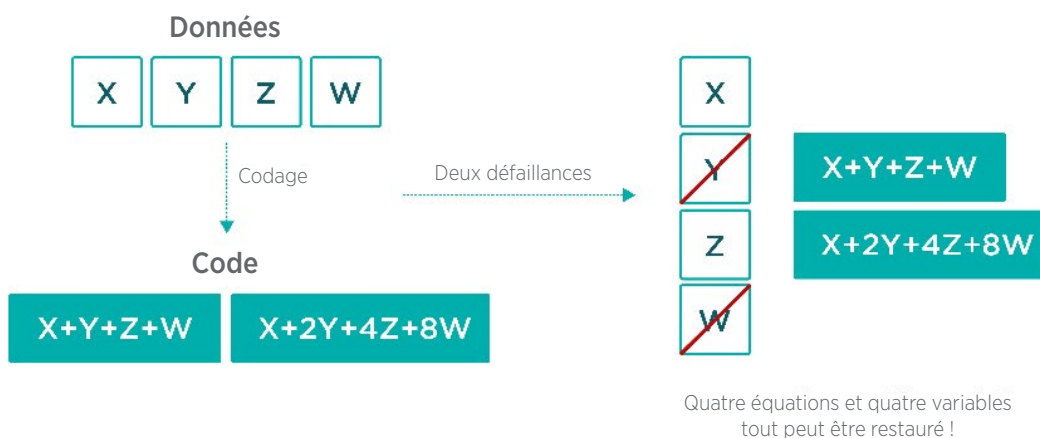 Données
X Y Z W
Codage
Code
X+Y+Z+W X+2Y+4Z+8W
Deux défaillances
X
Y
Z
W
X+Y+Z+W
X+2Y+4Z+8W
Quatre équations et quatre variables
tout peut être restauré !